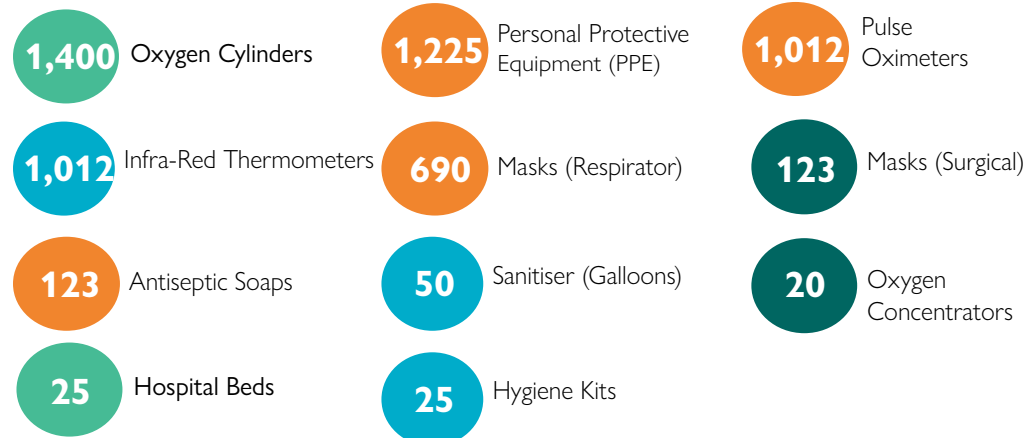 1,400 Oxygen Cylinders
1,225 Personal Protective
Equipment (PPE)
1,012 Pulse
Oximeters
1,012 Infra-Red Thermometers
690 Masks (Respirator)
123 Masks (Surgical)
123 Antiseptic Soaps
50 Sanitiser (Galloons)
20 Oxygen
Concentrators
25 Hospital Beds
25 Hygiene Kits